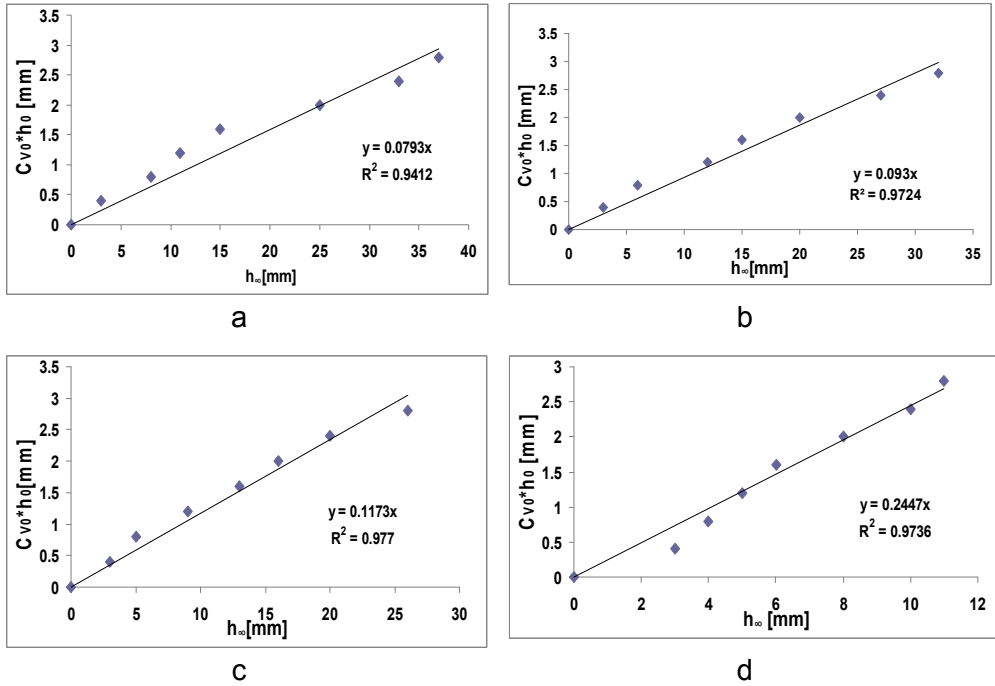 3.5
3
2.5
2
1.5
1
0.5
0
Cv0*h0 [mm]
y = 0.0793x
R² = 0.9412
0 5 10 15 20 25 30 35 40
h∞[mm]
a
3.5
3
2.5
2
1.5
1
0.5
0
Cv0*h0 [mm]
y = 0.093x
R² = 0.9724
0 5 10 15 20 25 30 35
h∞[mm]
b
3.5
3
2.5
2
1.5
1
0.5
0
Cv0*h0[mm]
y = 0.1173x
R² = 0.977
0 5 10 15 20 25 30
h∞[mm]
c
3
2.5
2
1.5
1
0.5
0
Cv0*h0 [mm]
y = 0.2447x
R² = 0.9736
0 2 4 6 8 10 12
h∞ [mm]
d